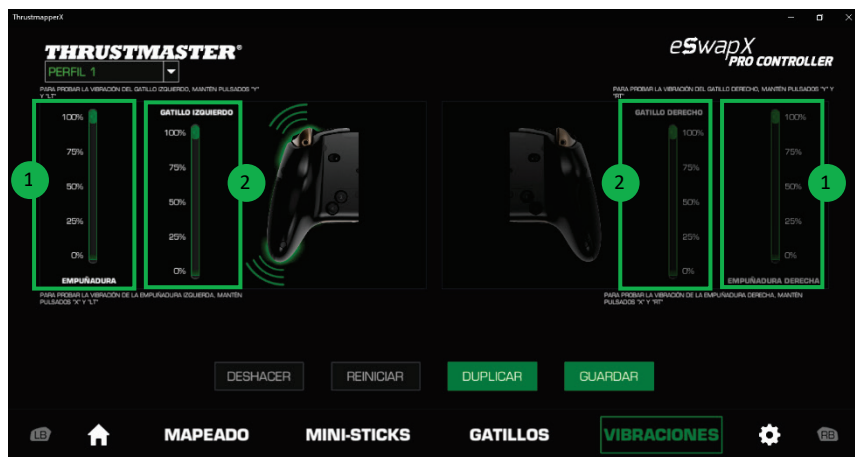 ThrustmapperX
THRUSTMASTER®
eSwapX
PRO CONTROLLER
PERFIL 1
PARA PROBAR LA VIBRACIÓN DEL GATILLO IZQUIERDO, MANTÉN PULSADOS "Y"
Y "LT"
PARA PROBAR LA VIBRACIÓN DEL GATILLO DERECHO, MANTÉN PULSADOS "Y" Y
"RT"
100%
75%
50%
25%
0%
EMPUÑADURA
1
GATILLO IZQUIERDO
100%
75%
50%
25%
0%
2
GATILLO DERECHO
100%
75%
50%
25%
0%
2
100%
75%
50%
25%
0%
EMPUÑADURA DERECHA
1
PARA PROBAR LA VIBRACIÓN DE LA EMPUÑADURA IZQUIERDA, MANTÉN
PULSADOS "X" Y "LT"
PARA PROBAR LA VIBRACIÓN DE LA EMPUÑADURA DERECHA, MANTÉN
PULSADOS "X" Y "RT"
DESHACER
REINICIAR
DUPLICAR
GUARDAR
LB
MAPEADO
MINI-STICKS
GATILLOS
VIBRACIONES
RB